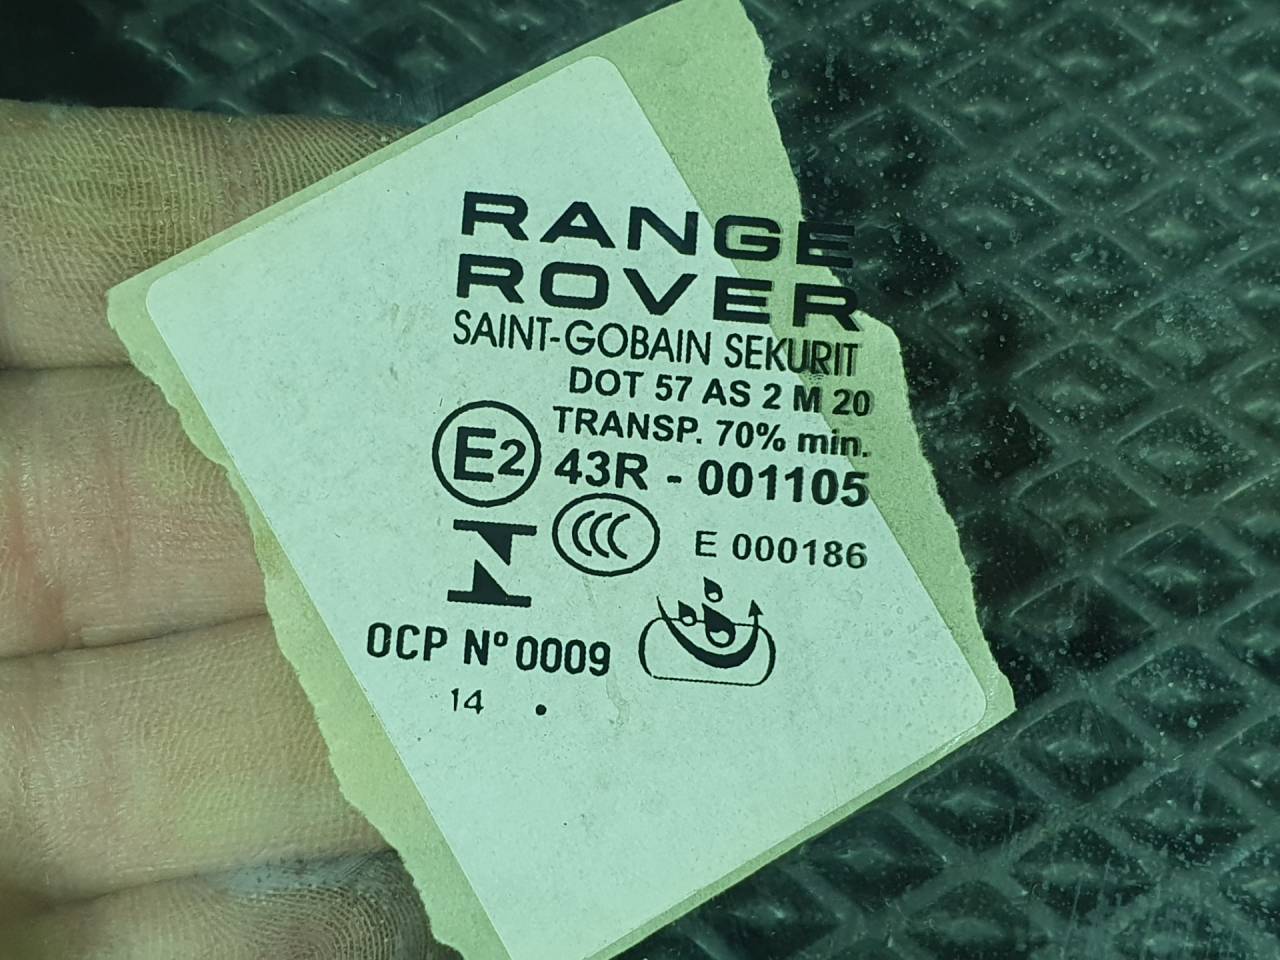 RANGE
ROVER
SAINT-GOBAIN SEKURIT
DOT 57 AS 2 M 20
TRANSP. 70% min.
E2 43R - 001105
CCC E 000186
OCP Nº 0009
14 .